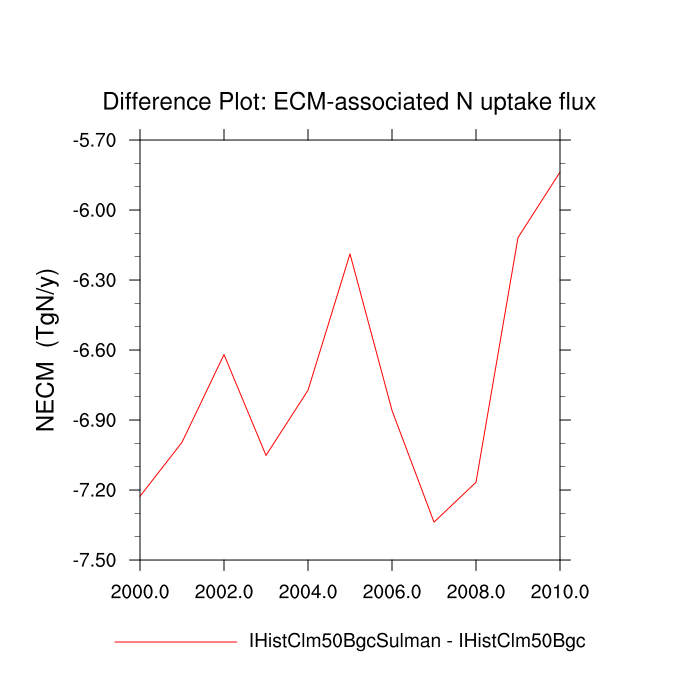 Difference Plot: ECM-associated N uptake flux
-5.70
-6.00
-6.30
-6.60
-6.90
-7.20
-7.50
NECM (TgN/y)
2000.0 2002.0 2004.0 2006.0 2008.0 2010.0
IHistClm50BgcSulman - IHistClm50Bgc